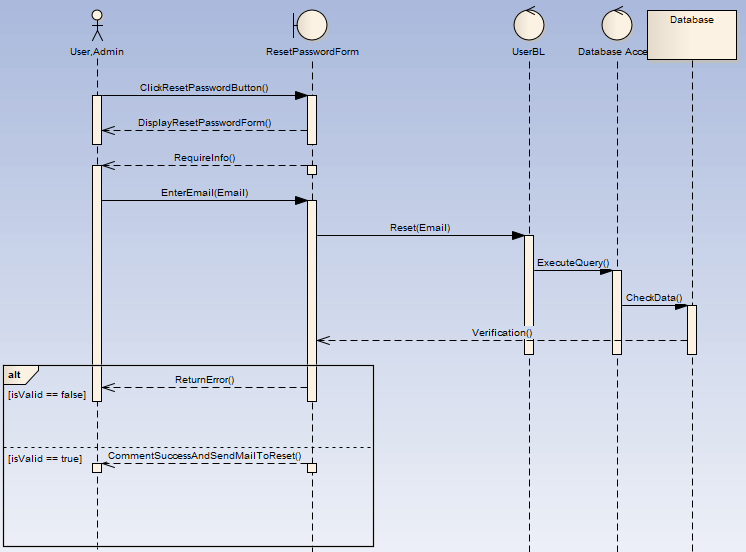 User,Admin
ResetPasswordForm
UserBL
Database Acce
Database
ClickResetPasswordButton()
DisplayResetPasswordForm()
RequireInfo()
EnterEmail(Email)
Reset(Email)
ExecuteQuery()
CheckData()
Verification()
alt
ReturnError()
[isValid == false]
CommentSuccessAndSendMailToReset()
[isValid == true]